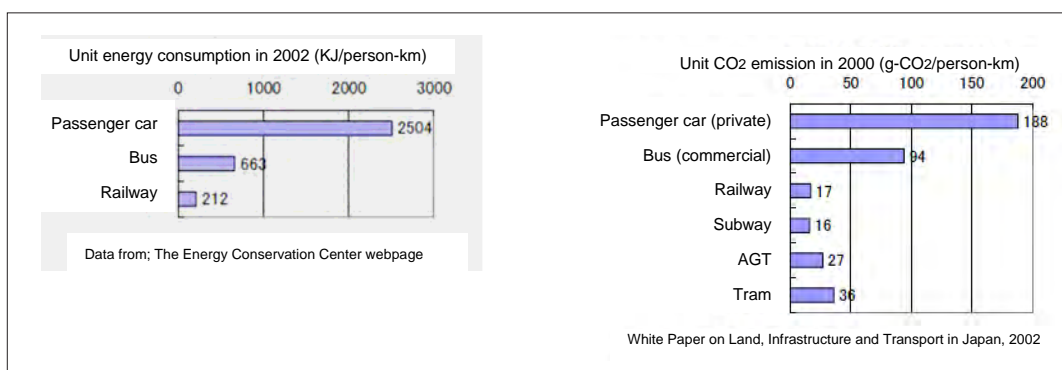 Unit energy consumption in 2002 (KJ/person-km)
0 1000 2000 3000
Passenger car 2504
Bus 663
Railway 212
Data from; The Energy Conservation Center webpage
Unit CO2 emission in 2000 (g-CO2/person-km)
0 50 100 150 200
Passenger car (private) 188
Bus (commercial) 94
Railway 17
Subway 16
AGT 27
Tram 36
White Paper on Land, Infrastructure and Transport in Japan, 2002